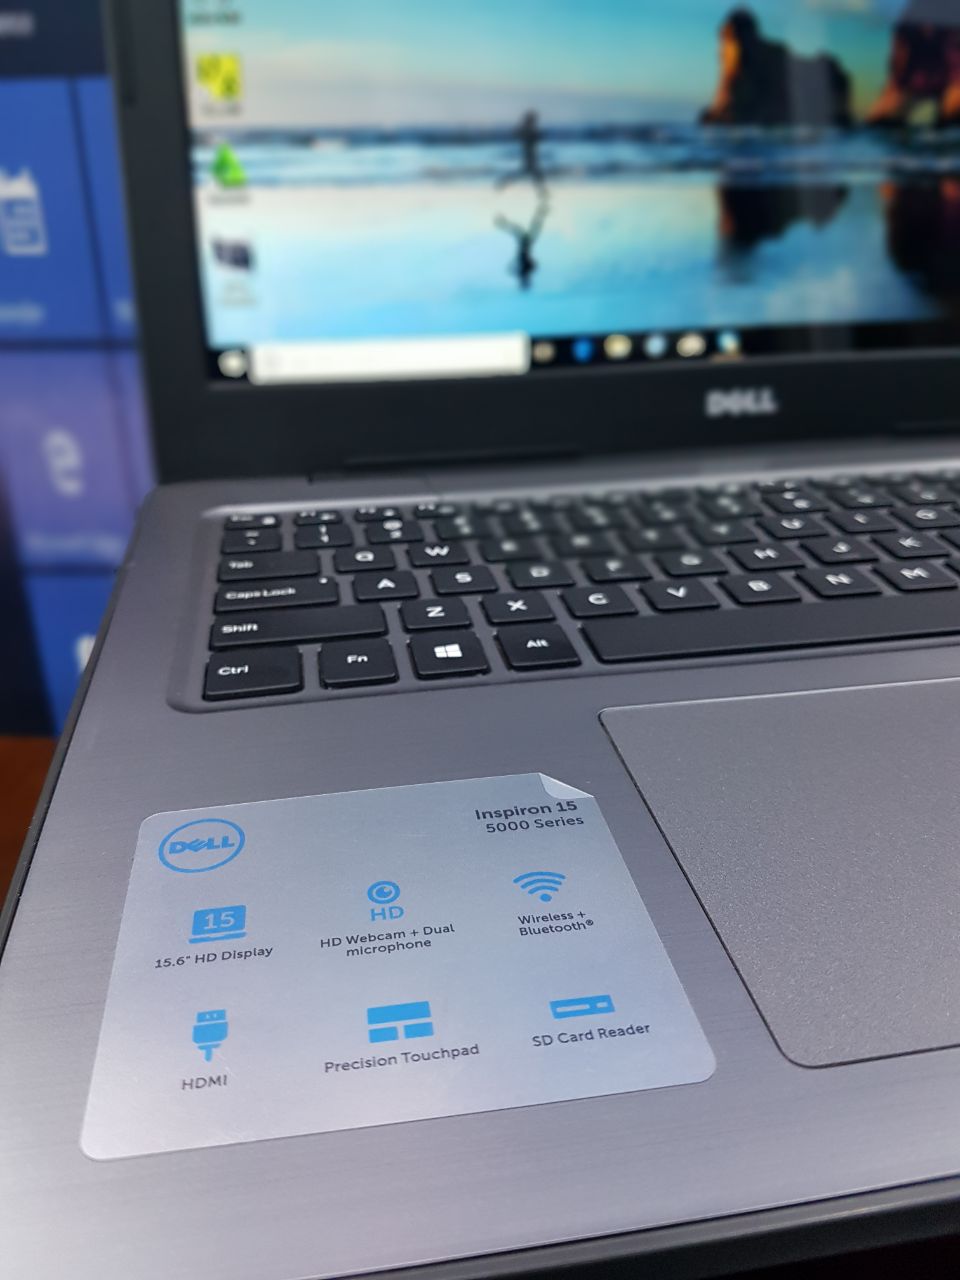 DELL
Tab
Q
W
Caps Lock
A
S
D
F
G
H
J
K
Shift
Z
X
C
V
B
N
M
Ctrl
Fn
Alt
DELL
Inspiron 15
5000 Series
15
15.6" HD Display
HD
HD Webcam + Dual
microphone
Wireless +
Bluetooth®
HDMI
Precision Touchpad
SD Card Reader